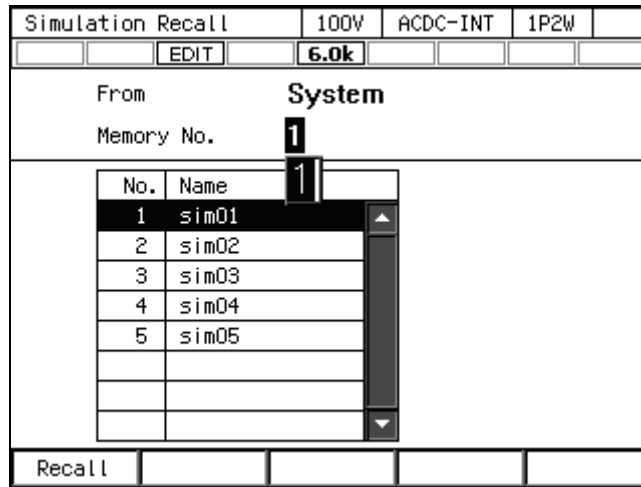 Simulation Recall 100V ACDC-INT 1P2W
EDIT 6.0k
From System
Memory No. 1
1
No. Name
1 sim01
2 sim02
3 sim03
4 sim04
5 sim05
Recall